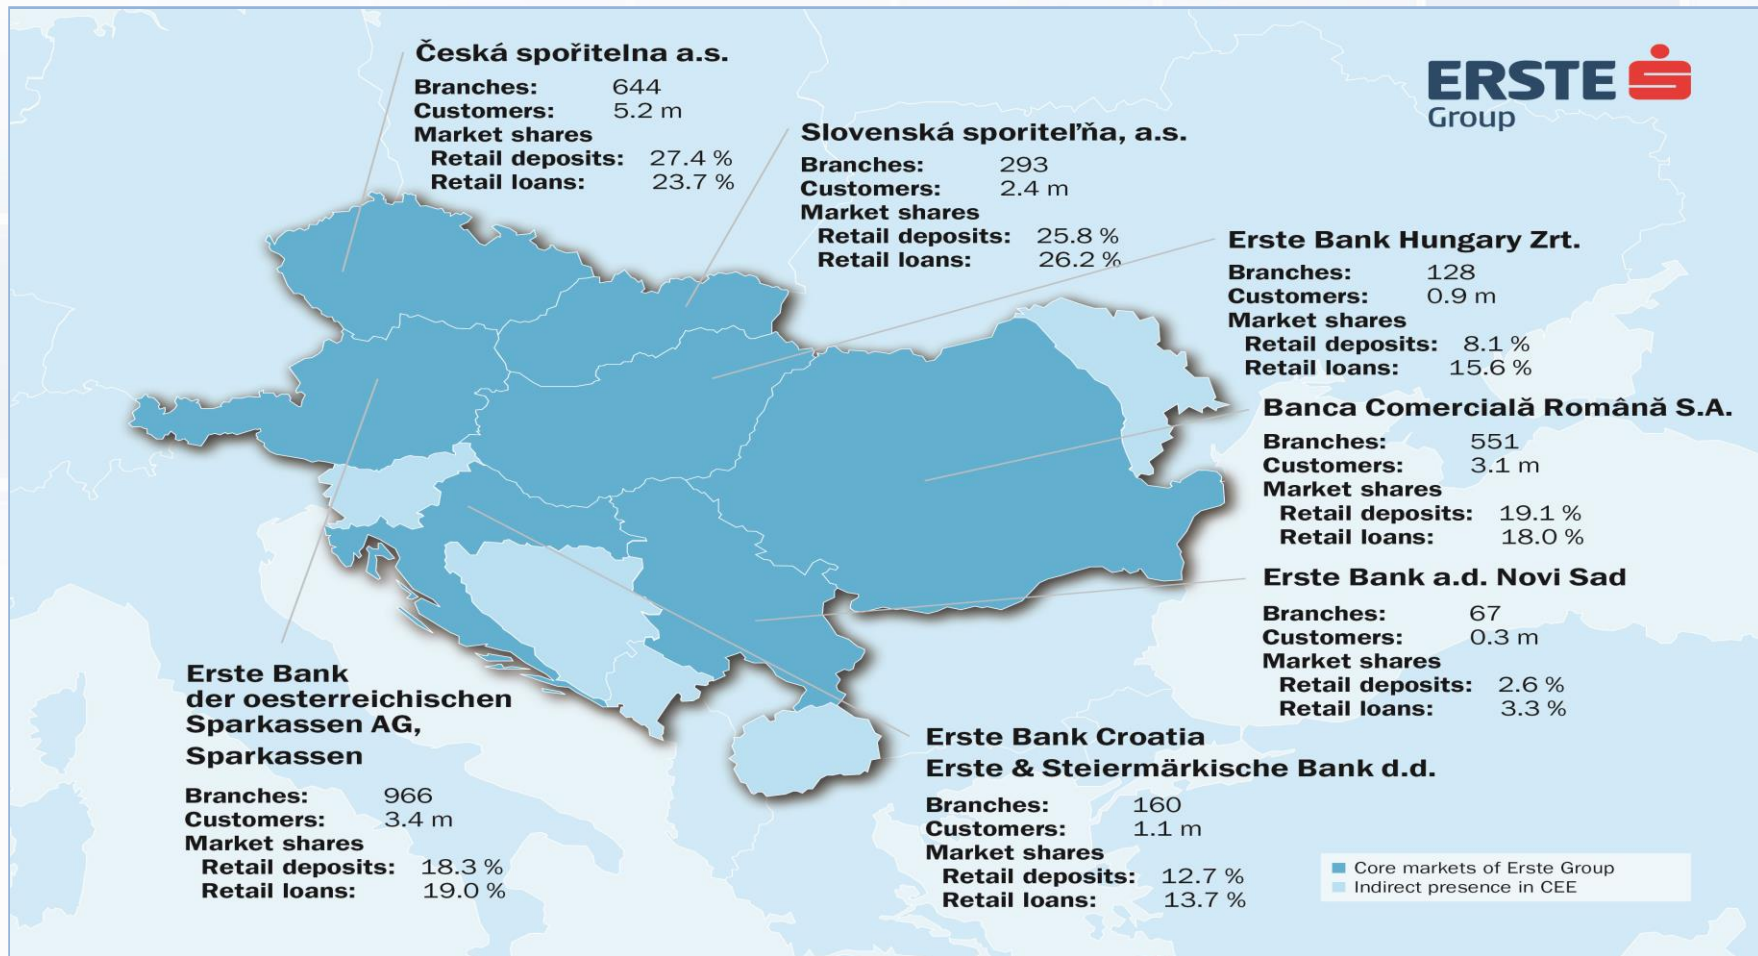 Česká spořitelna a.s.
Branches: 644
Customers: 5.2 m
Market shares
Retail deposits: 27.4 %
Retail loans: 23.7 %
ERSTE
Group
Slovenská sporiteľňa, a.s.
Branches: 293
Customers: 2.4 m
Market shares
Retail deposits: 25.8 %
Retail loans: 26.2 %
Erste Bank Hungary Zrt.
Branches: 128
Customers: 0.9 m
Market shares
Retail deposits: 8.1 %
Retail loans: 15.6 %
Banca Comercială Română S.A.
Branches: 551
Customers: 3.1 m
Market shares
Retail deposits: 19.1 %
Retail loans: 18.0 %
Erste Bank a.d. Novi Sad
Branches: 67
Customers: 0.3 m
Market shares
Retail deposits: 2.6 %
Retail loans: 3.3 %
Erste Bank
der oesterreichischen
Sparkassen AG,
Sparkassen
Branches: 966
Customers: 3.4 m
Market shares
Retail deposits: 18.3 %
Retail loans: 19.0 %
Erste Bank Croatia
Erste & Steiermärkische Bank d.d.
Branches: 160
Customers: 1.1 m
Market shares
Retail deposits: 12.7 %
Retail loans: 13.7 %
Core markets of Erste Group
Indirect presence in CEE